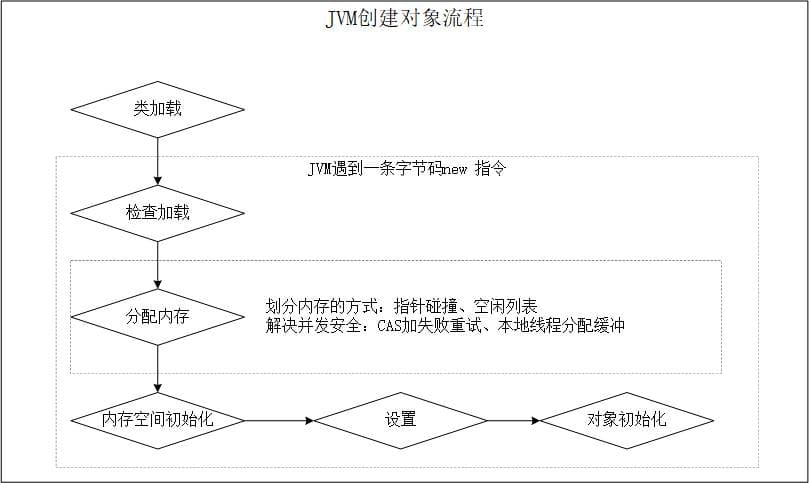 JVM创建对象流程
类加载
JVM遇到一条字节码new 指令
检查加载
分配内存
划分内存的方式：指针碰撞、空闲列表
解决并发安全：CAS加失败重试、本地线程分配缓冲
内存空间初始化
设置
对象初始化